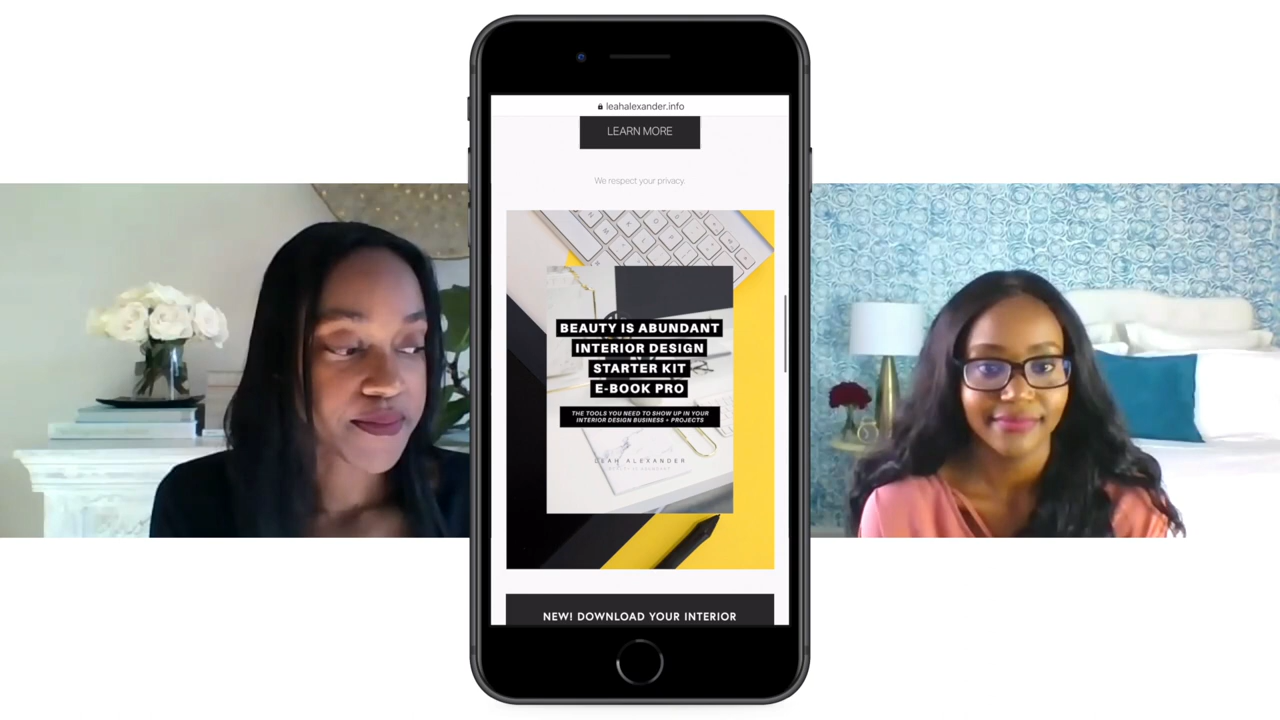 leahalexander.info
LEARN MORE
We respect your privacy.
BEAUTY IS ABUNDANT
INTERIOR DESIGN
STARTER KIT
E-BOOK PRO
THE TOOLS YOU NEED TO SHOW UP IN YOUR
INTERIOR DESIGN BUSINESS + PROJECTS
LEAH ALEXANDER
NEW! DOWNLOAD YOUR INTERIOR